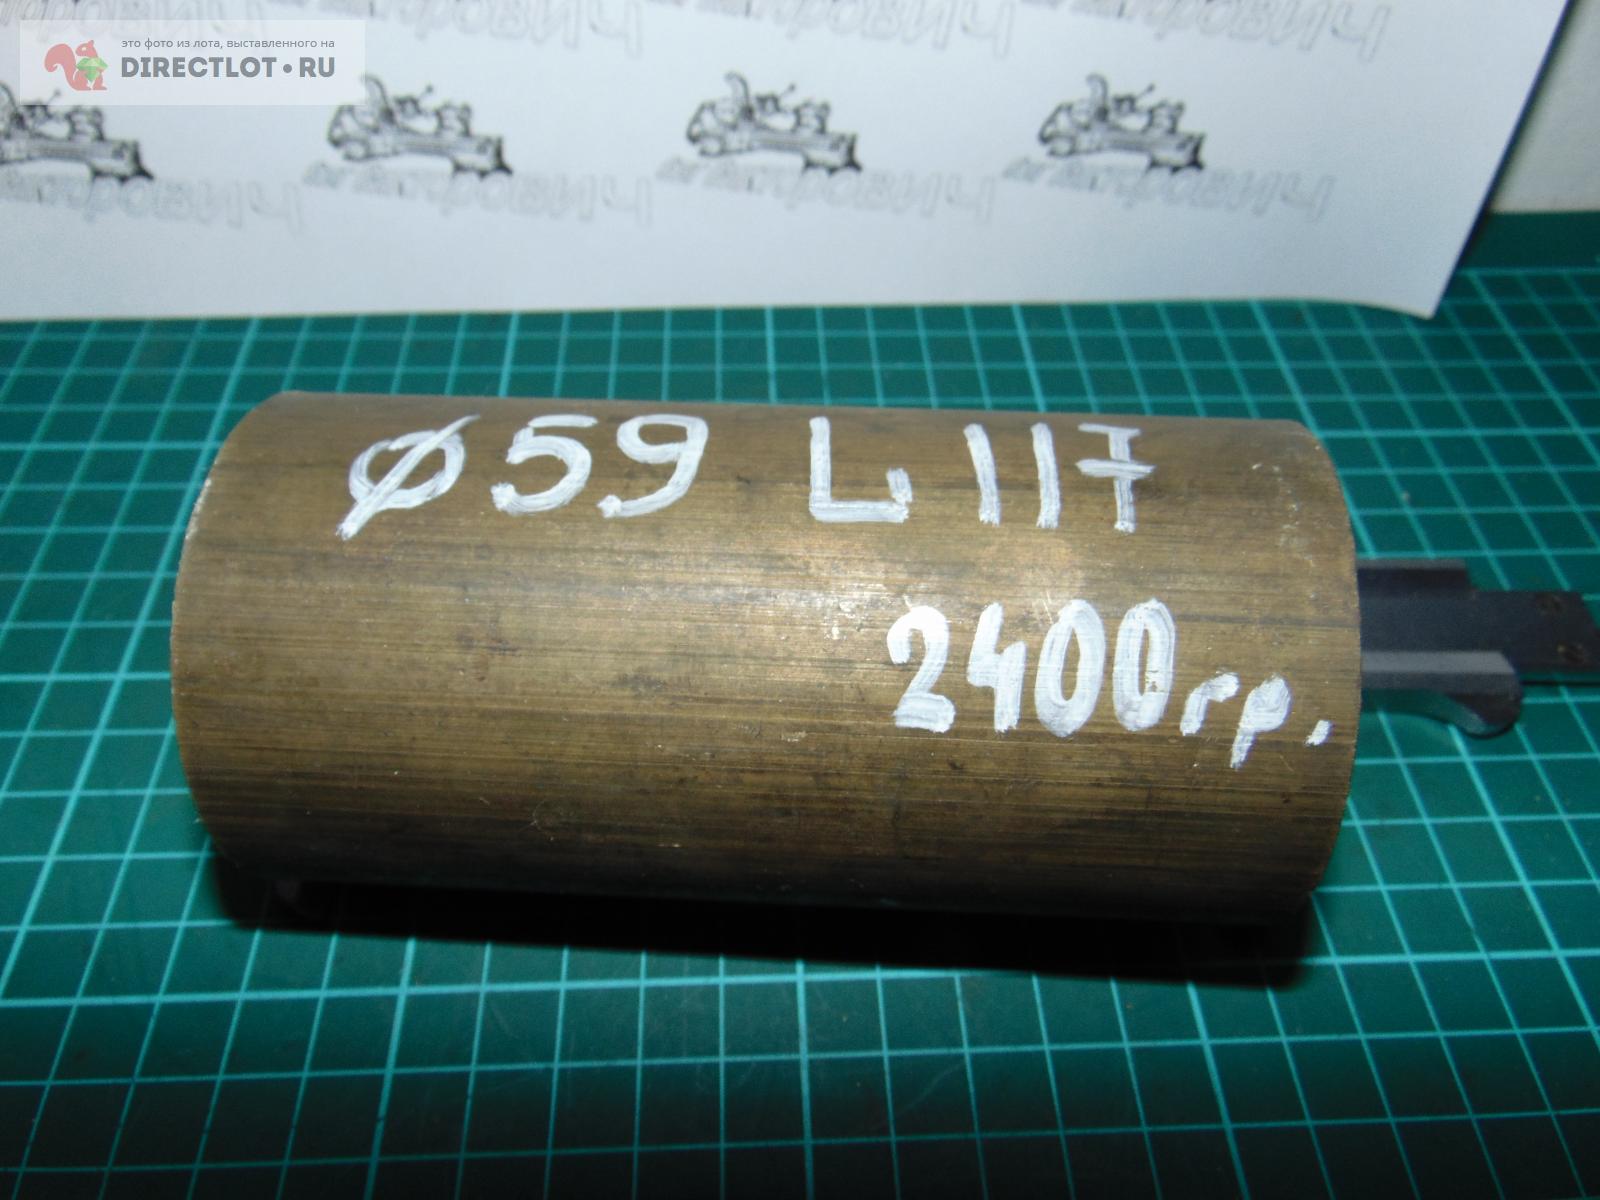 это фото из лота, выставленного на
DIRECTLOT•RU
Ø59 L117
2400гр.